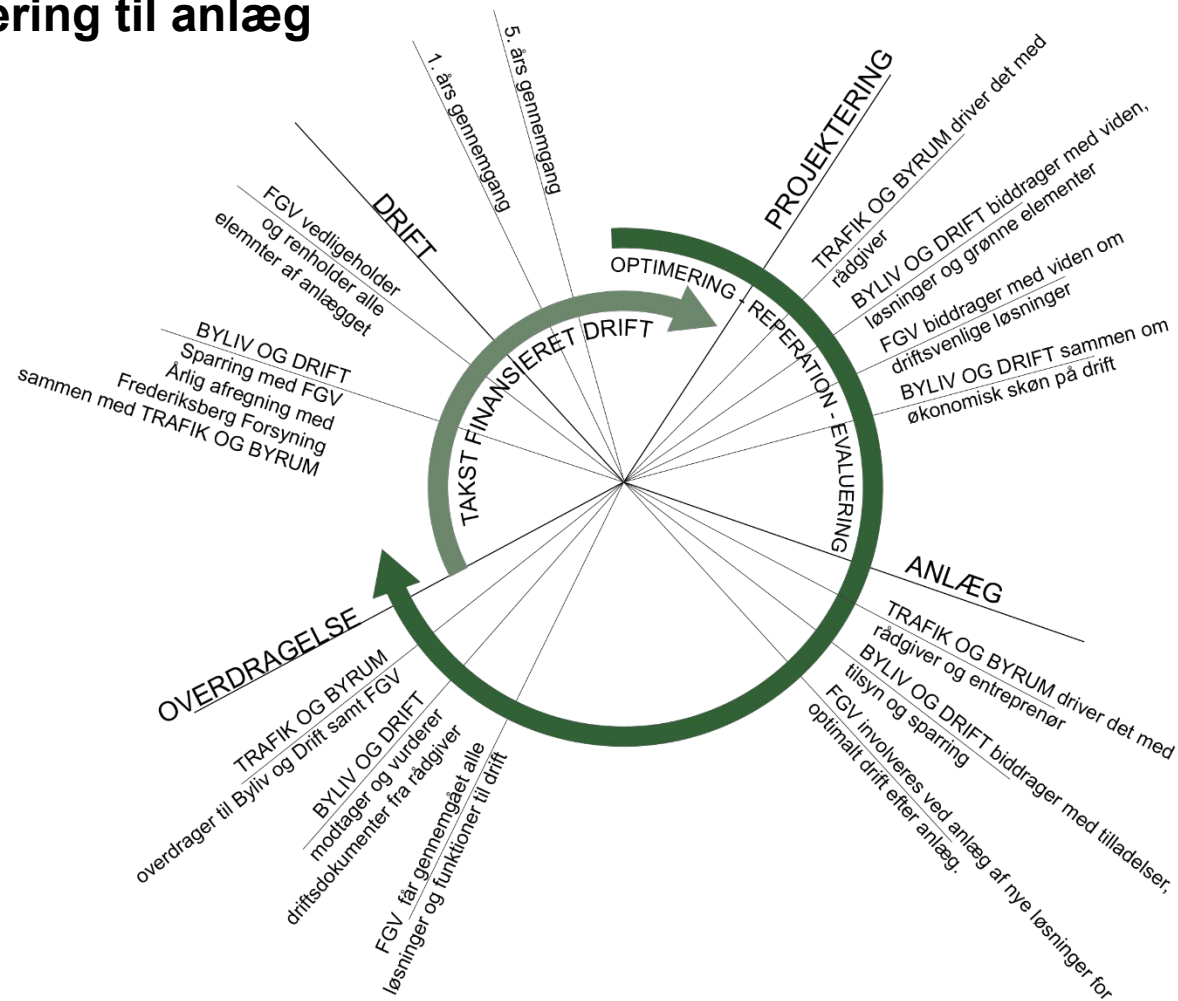 ering til anlæg
1. års gennemgang
5. års gennemgang
PROJEKTERING
TRAFIK OG BYRUM driver det med
rådgiver
BYLIV OG DRIFT biddrager med viden,
løsninger og grønne elementer
FGV biddrager med viden om
driftsvenlige løsninger
BYLIV OG DRIFT sammen om
økonomisk skøn på drift
ANLÆG
TRAFIK OG BYRUM driver det med
rådgiver og entreprenør
BYLIV OG DRIFT biddrager med tilladelser,
tilsyn og sparring
FGV involveres ved anlæg af nye løsninger for
optimalt drift efter anlæg.
FGV får gennemgået alle
løsninger og funktioner til drift
BYLIV OG DRIFT
modtager og vurderer
driftsdokumenter fra rådgiver
TRAFIK OG BYRUM
overdrager til Byliv og Drift samt FGV
OVERDRAGELSE
BYLIV OG DRIFT
Sparring med FGV
Årlig afregning med
Frederiksberg Forsyning
sammen med TRAFIK OG BYRUM
FGV vedligeholder
og renholder alle
elemnter af anlægget
DRIFT
OPTIMERING - REPERATION - EVALUERING
TAKST FINANSIERET DRIFT